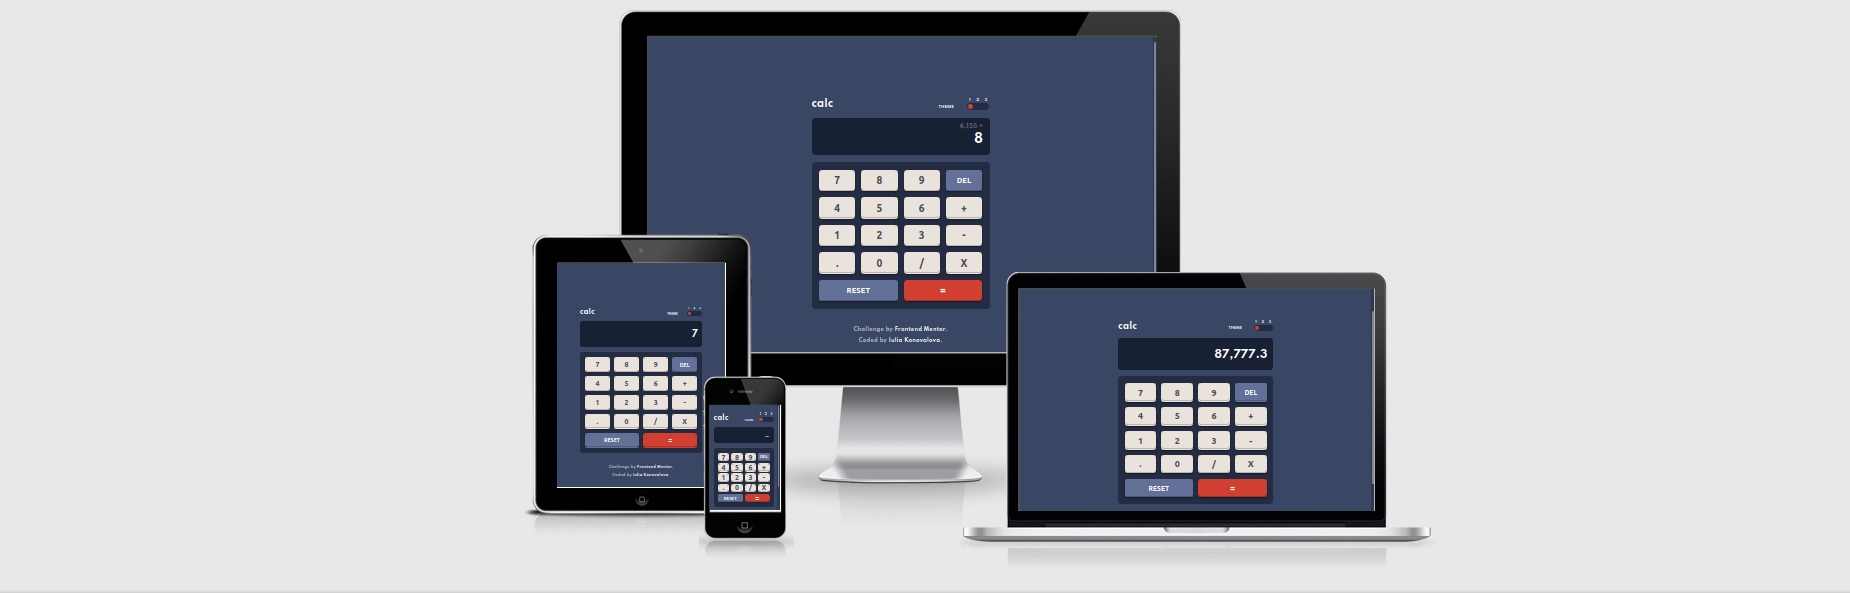 calc
THEME
1 2 3
6,155 +
8
7 8 9 DEL
4 5 6 +
1 2 3 -
. 0 / X
RESET =
Challenge by Frontend Mentor.
Coded by Iulia Konovalova.
calc
THEME
1 2 3
7
7 8 9 DEL
4 5 6 +
1 2 3 -
. 0 / X
RESET =
Challenge by Frontend Mentor.
Coded by Iulia Konovalova.
calc
THEME
1 2 3
7 8 9 DEL
4 5 6 +
1 2 3 -
. 0 / X
RESET =
calc
THEME
1 2 3
87,777.3
7 8 9 DEL
4 5 6 +
1 2 3 -
. 0 / X
RESET =